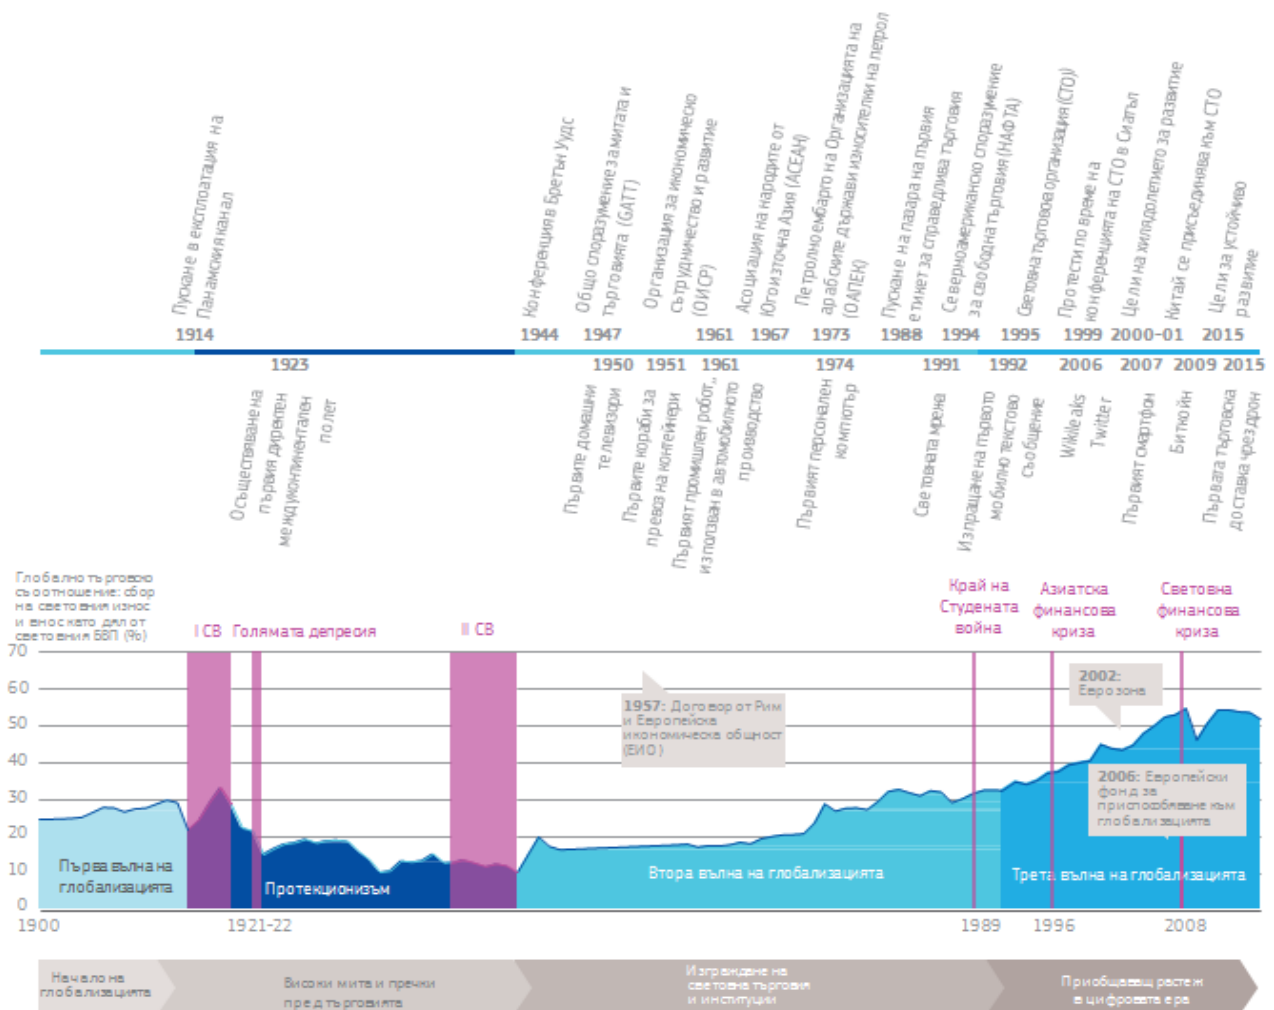 Пускане в експлоатация на
Панамския канал
Конференция в Бретън Уудс
Общо споразумение за митата и
търговията (GATT)
Организация за икономическо
сътрудничество и развитие
(ОИСР)
Асоциация на народите от
Югоизточна Азия (АСЕАН)
Петролно ембарго на Организацията на
арабските държави износителки на петрол
(ОАПЕК)
Пускане на пазара на първия
етикет за справедлива търговия
Северноамериканско споразумение
за свободна търговия (НАФТА)
Световна търговска организация (СТО)
Протести по време на
конференцията на СТО в Сиатъл
Цели на хилядолетието за развитие
Китай се присъединява към СТО
Цели за устойчиво
развитие
1914 1944 1947 1961 1967 1973 1988 1994 1995 1999 2000-01 2015
1923 1950 1951 1961 1974 1991 1992 2006 2007 2009 2015
Осъществяване на
първия директен
междуконтинентален
полет
Първите домашни
телевизори
Първите кораби за
превоз на контейнери
Първият промишлен робот,
използван в автомобилното
производство
Първият персонален
компютър
Световната мрежа
Изпращане на първото
мобилно текстово
съобщение
Wikileaks
Twitter
Първият смартфон
Биткойн
Първата търговска
доставка чрез дрон
Глобално търговско
съотношение: сбор
на световния износ
и внос като дял от
световния БВП (%)
I СВ
Голямата депресия
II СВ
Край на
Студената
война
Азиатска
финансова
криза
Световна
финансова
криза
70
60
50
40
30
20
10
0
1957: Договор от Рим
и Европейска
икономическа общност
(ЕИО)
2002:
Еврозона
2006: Европейски
фонд за
приспособяване към
глобализацията
Първа вълна на
глобализацията
Протекционизъм
Втора вълна на глобализацията
Трета вълна на глобализацията
1900 1921-22 1989 1996 2008
Начало на
глобализацията
Високи мита и пречки
пред търговията
Изграждане на
световна търговия
и институции
Приобщаващ растеж
в цифровата ера